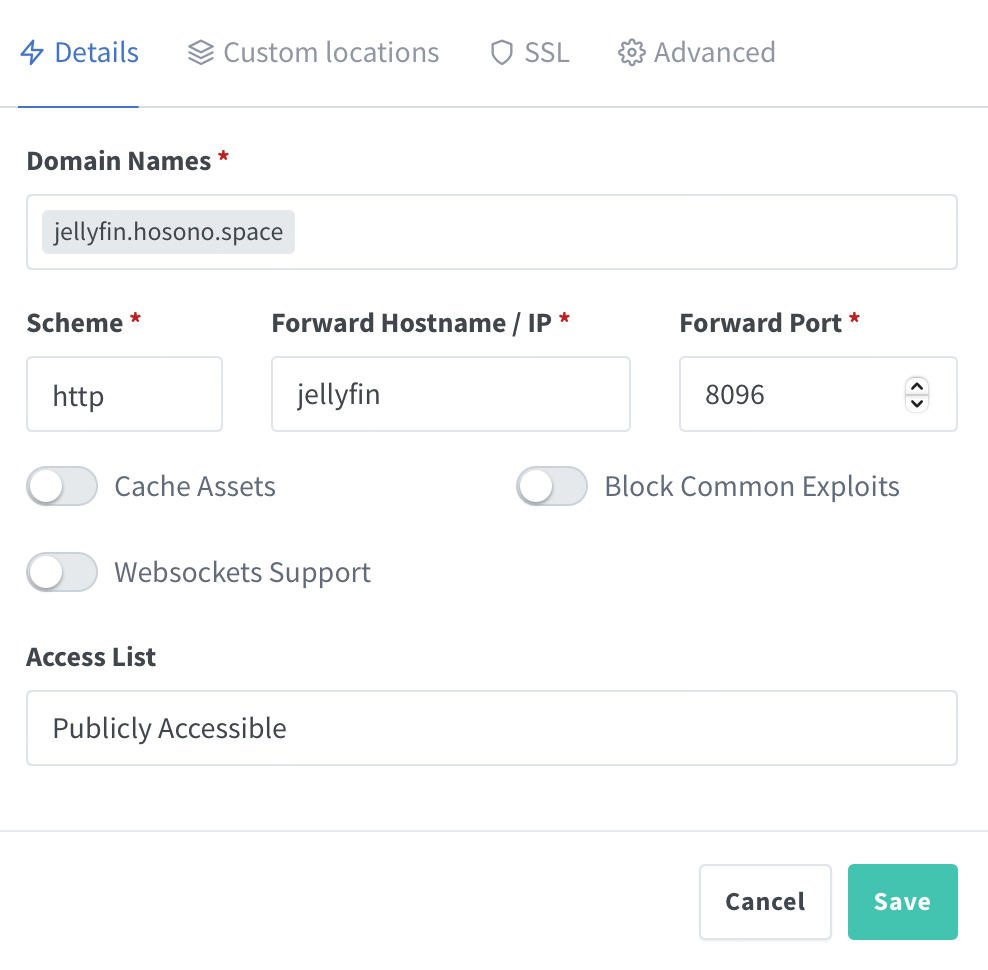 Details Custom locations SSL Advanced
Domain Names *
jellyfin.hosono.space
Scheme * Forward Hostname / IP * Forward Port *
http jellyfin 8096
Cache Assets Block Common Exploits
Websockets Support
Access List
Publicly Accessible
Cancel Save